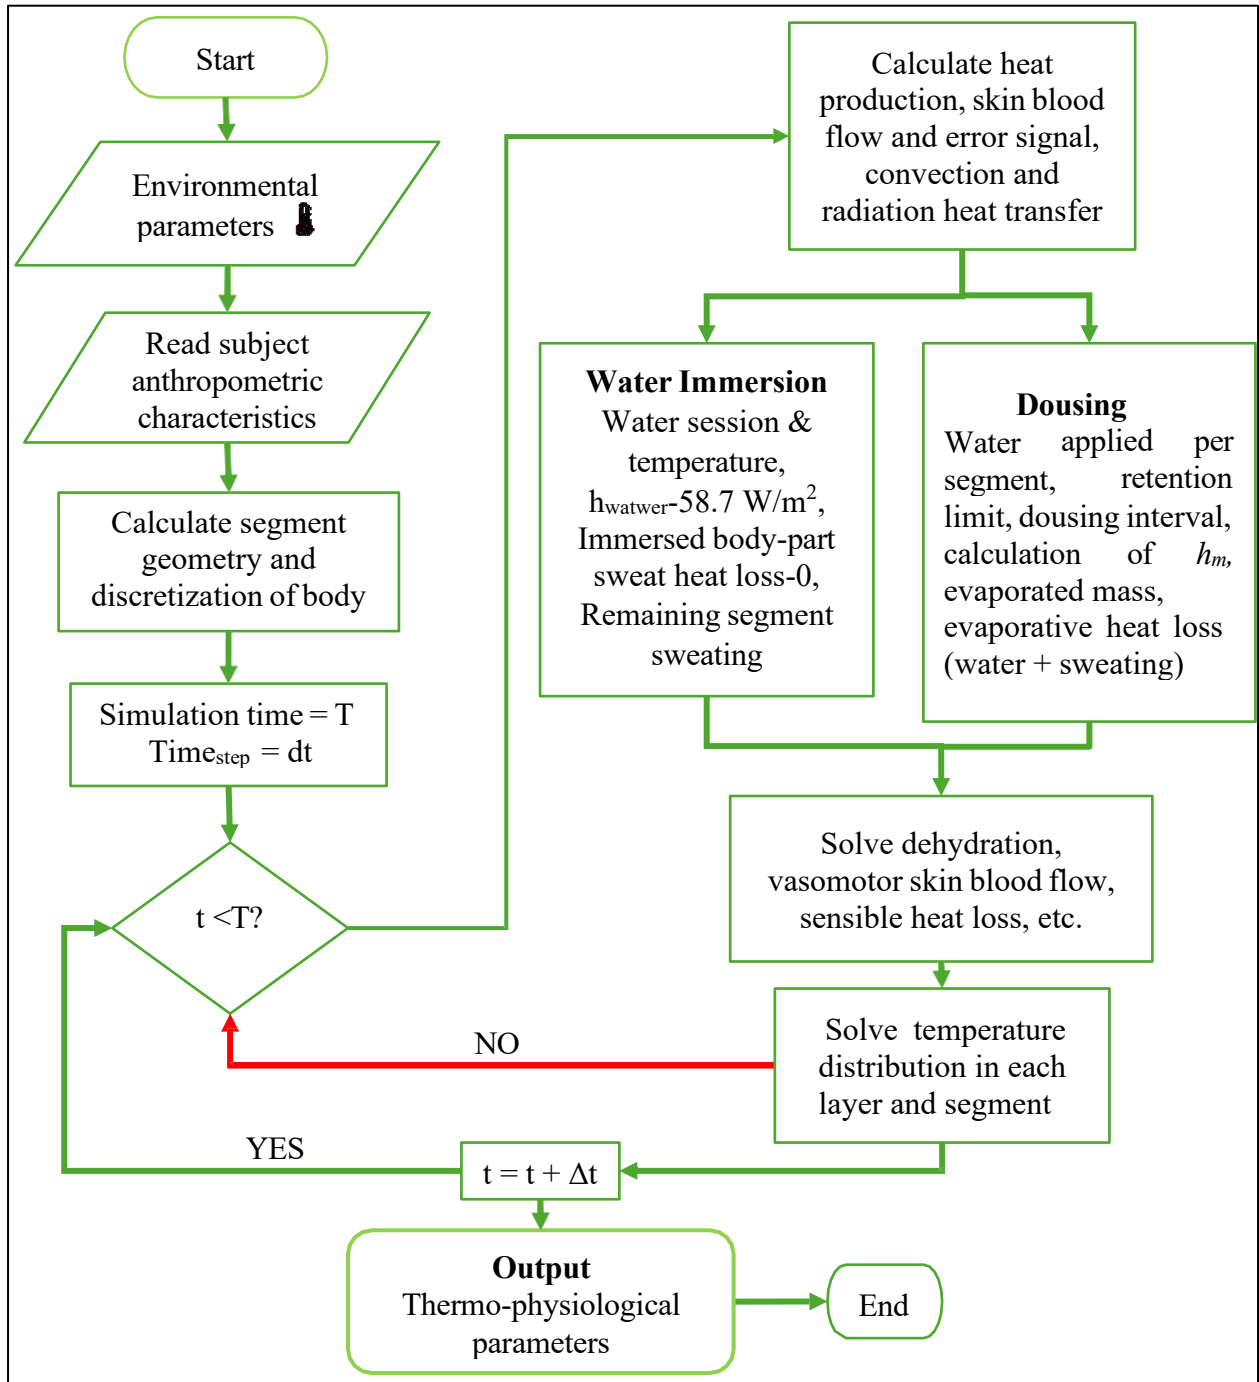 Start
Environmental
parameters
Read subject
anthropometric
characteristics
Calculate segment
geometry and
discretization of body
Simulation time = T
Timestep = dt
t <T?
Calculate heat
production, skin blood
flow and error signal,
convection and
radiation heat transfer
Water Immersion
Water session &
temperature,
hwatwer-58.7 W/m²,
Immersed body-part
sweat heat loss-0,
Remaining segment
sweating
Dousing
Water applied per
segment, retention
limit, dousing interval,
calculation of hm,
evaporated mass,
evaporative heat loss
(water + sweating)
Solve dehydration,
vasomotor skin blood flow,
sensible heat loss, etc.
Solve temperature
distribution in each
layer and segment
NO
YES
t = t + Δt
Output
Thermo-physiological
parameters
End